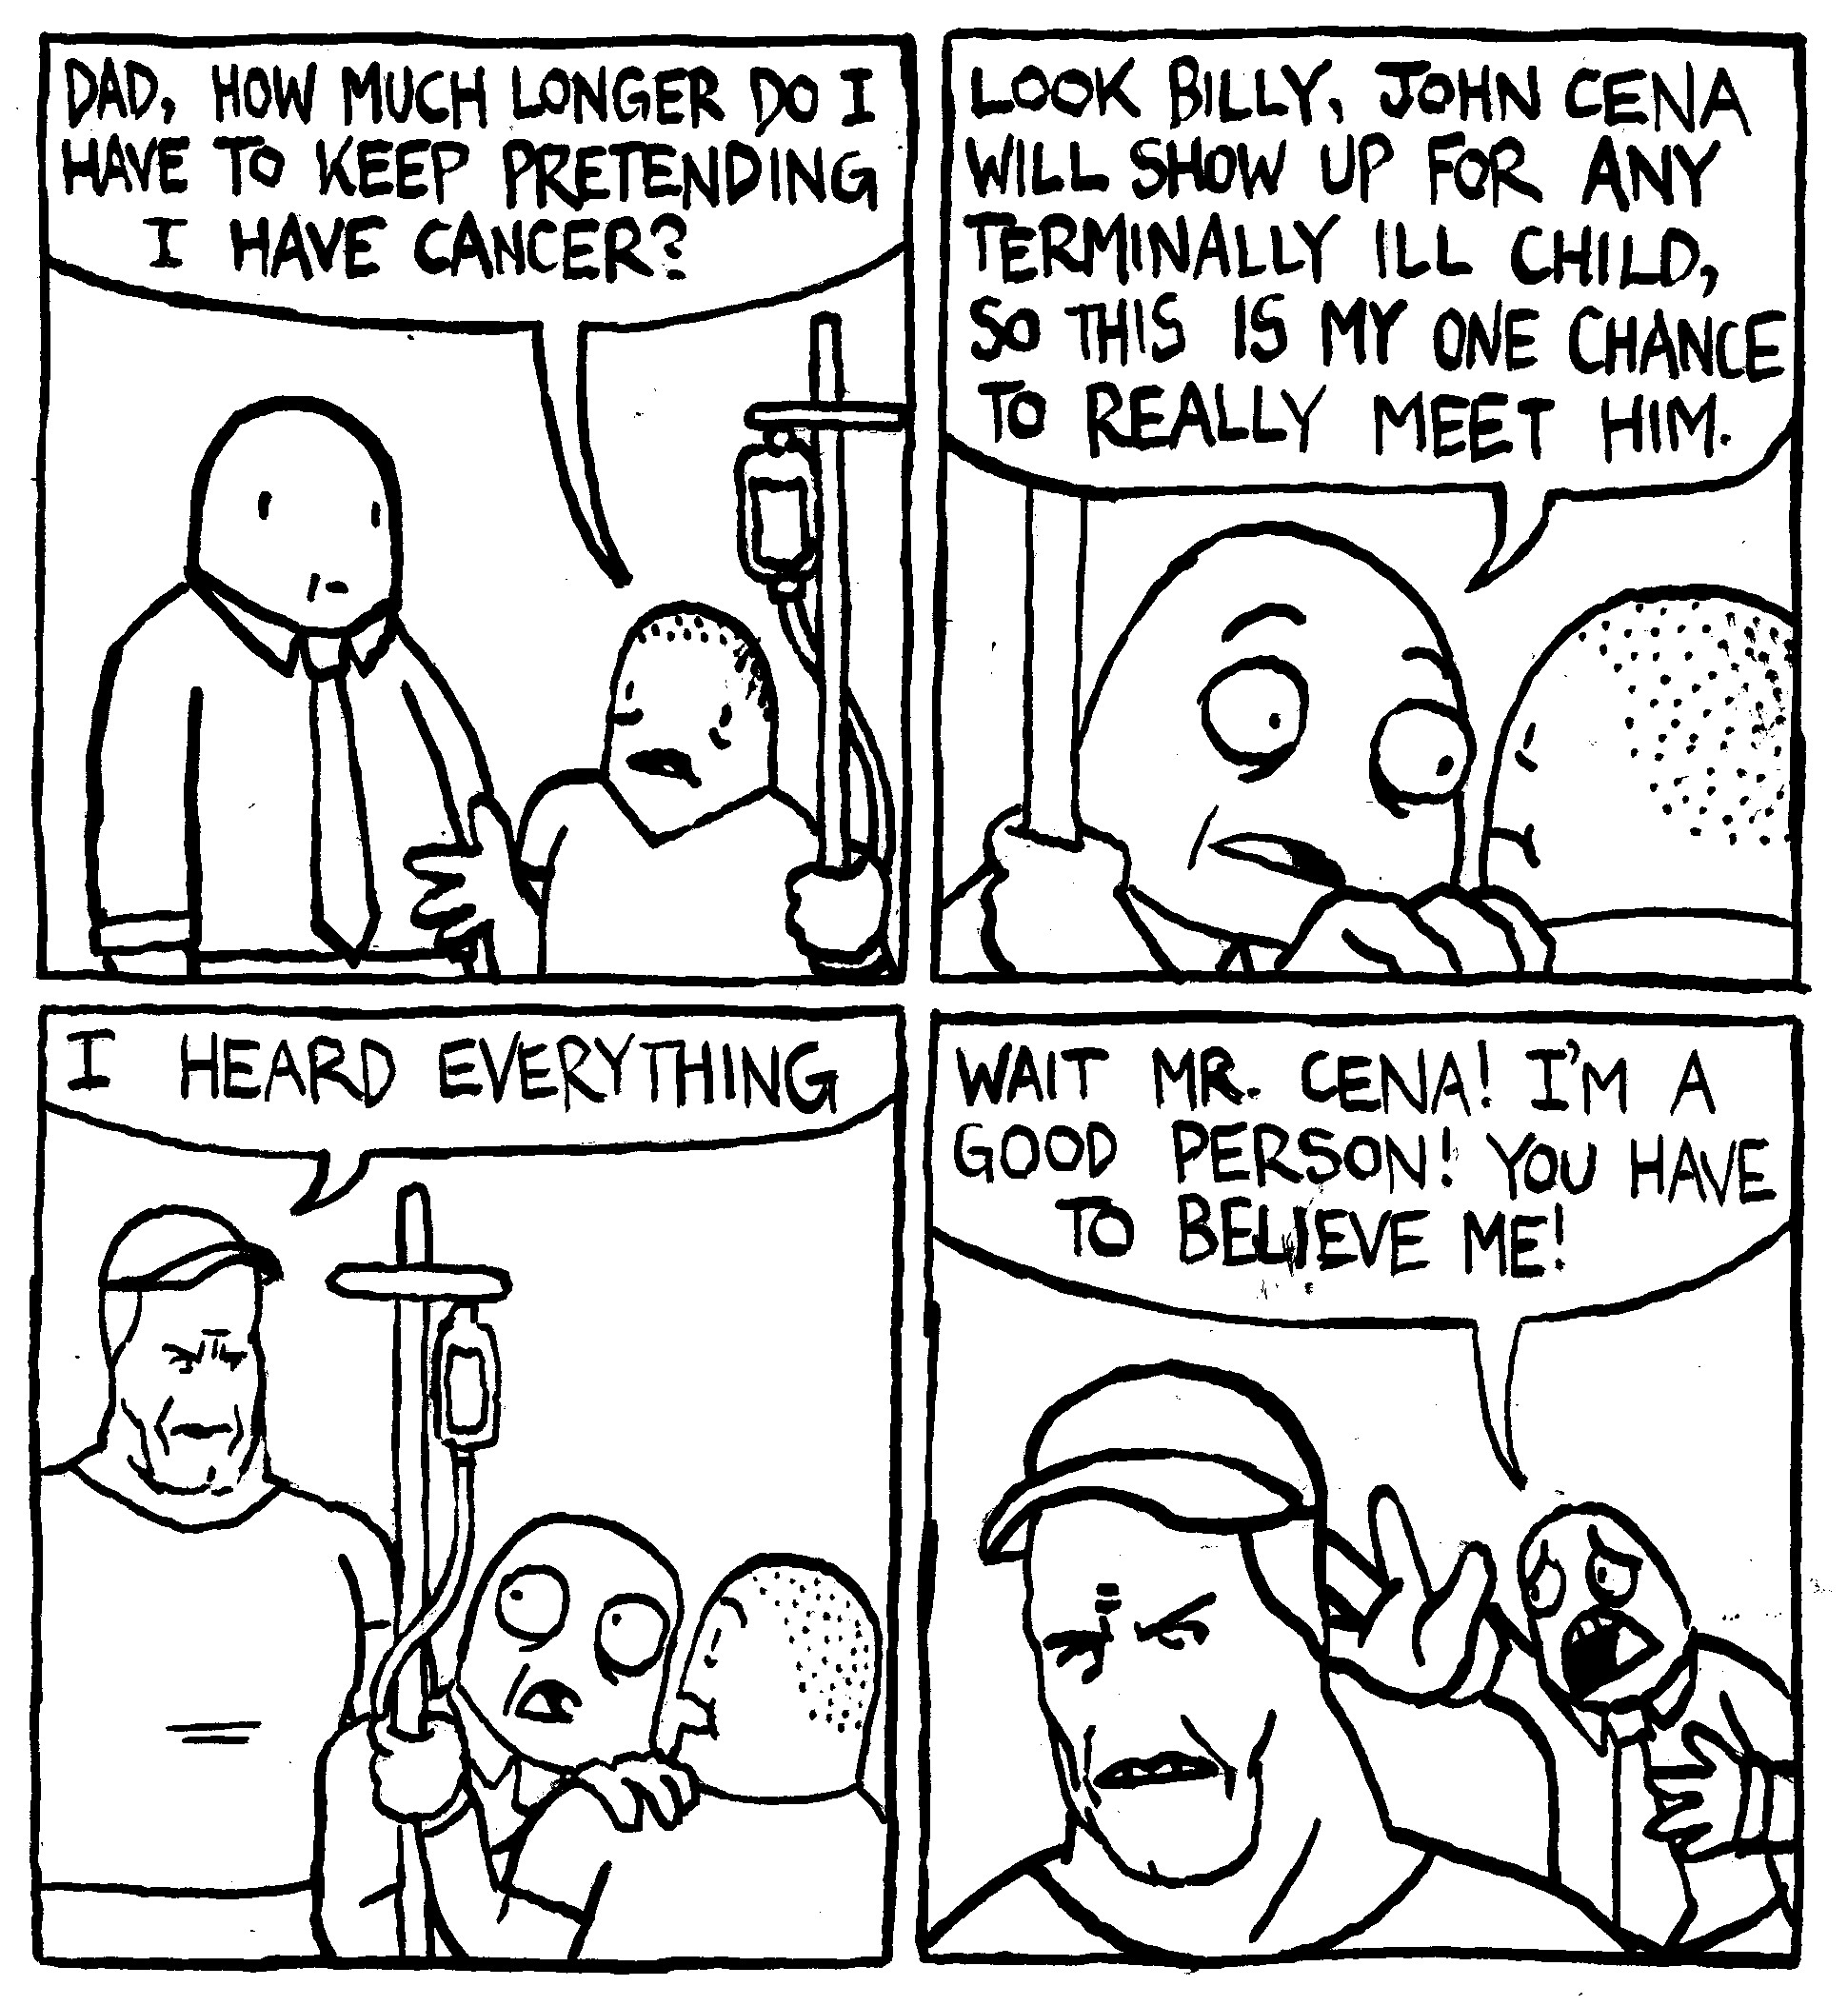 DAD, HOW MUCH LONGER DO I
HAVE TO KEEP PRETENDING
I HAVE CANCER?
LOOK BILLY, JOHN CENA
WILL SHOW UP FOR ANY
TERMINALLY ILL CHILD,
SO THIS IS MY ONE CHANCE
TO REALLY MEET HIM.
I HEARD EVERYTHING
WAIT MR. CENA! I'M A
GOOD PERSON! YOU HAVE
TO BELIEVE ME!